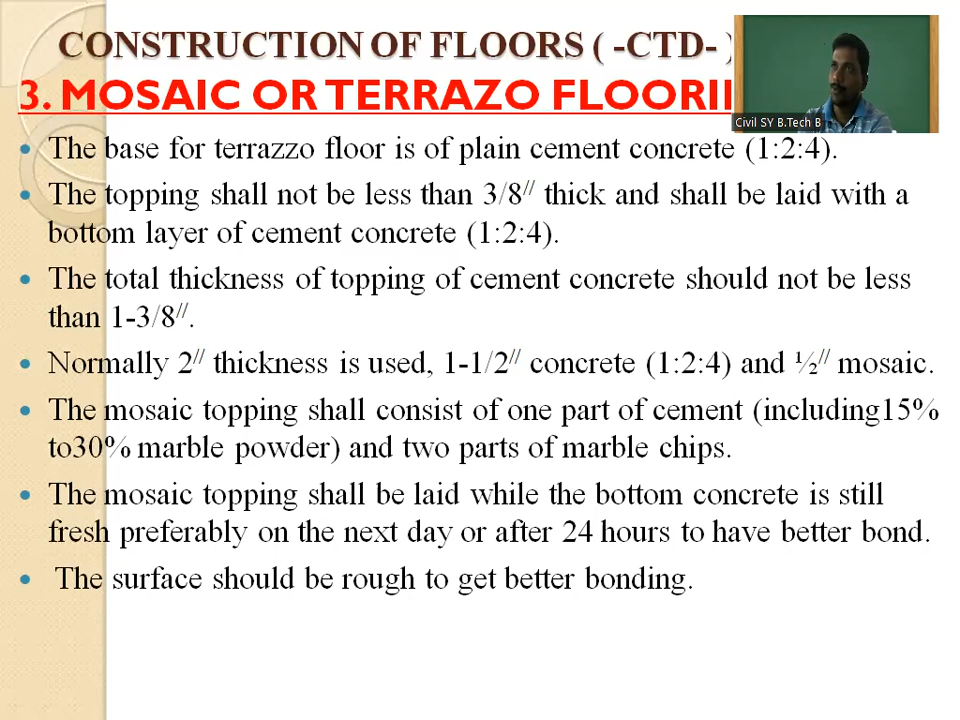 CONSTRUCTION OF FLOORS ( -CTD- )
3. MOSAIC OR TERRAZO
Civil SY B.Tech B
• The base for terrazzo floor is of plain cement concrete (1:2:4).
• The topping shall not be less than 3/8// thick and shall be laid with a
bottom layer of cement concrete (1:2:4).
• The total thickness of topping of cement concrete should not be less
than 1-3/8//.
• Normally 2// thickness is used, 1-1/2// concrete (1:2:4) and ½// mosaic.
• The mosaic topping shall consist of one part of cement (including15%
to30% marble powder) and two parts of marble chips.
• The mosaic topping shall be laid while the bottom concrete is still
fresh preferably on the next day or after 24 hours to have better bond.
• The surface should be rough to get better bonding.